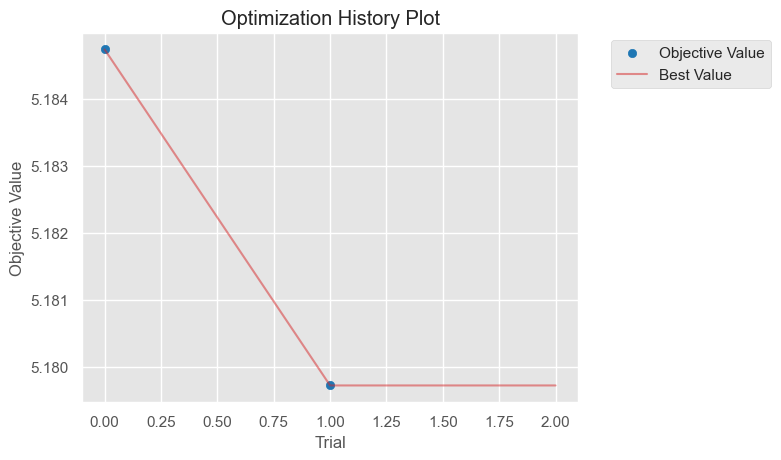 Optimization History Plot
Objective Value
Best Value
Objective Value
5.184
5.183
5.182
5.181
5.180
0.00 0.25 0.50 0.75 1.00 1.25 1.50 1.75 2.00
Trial